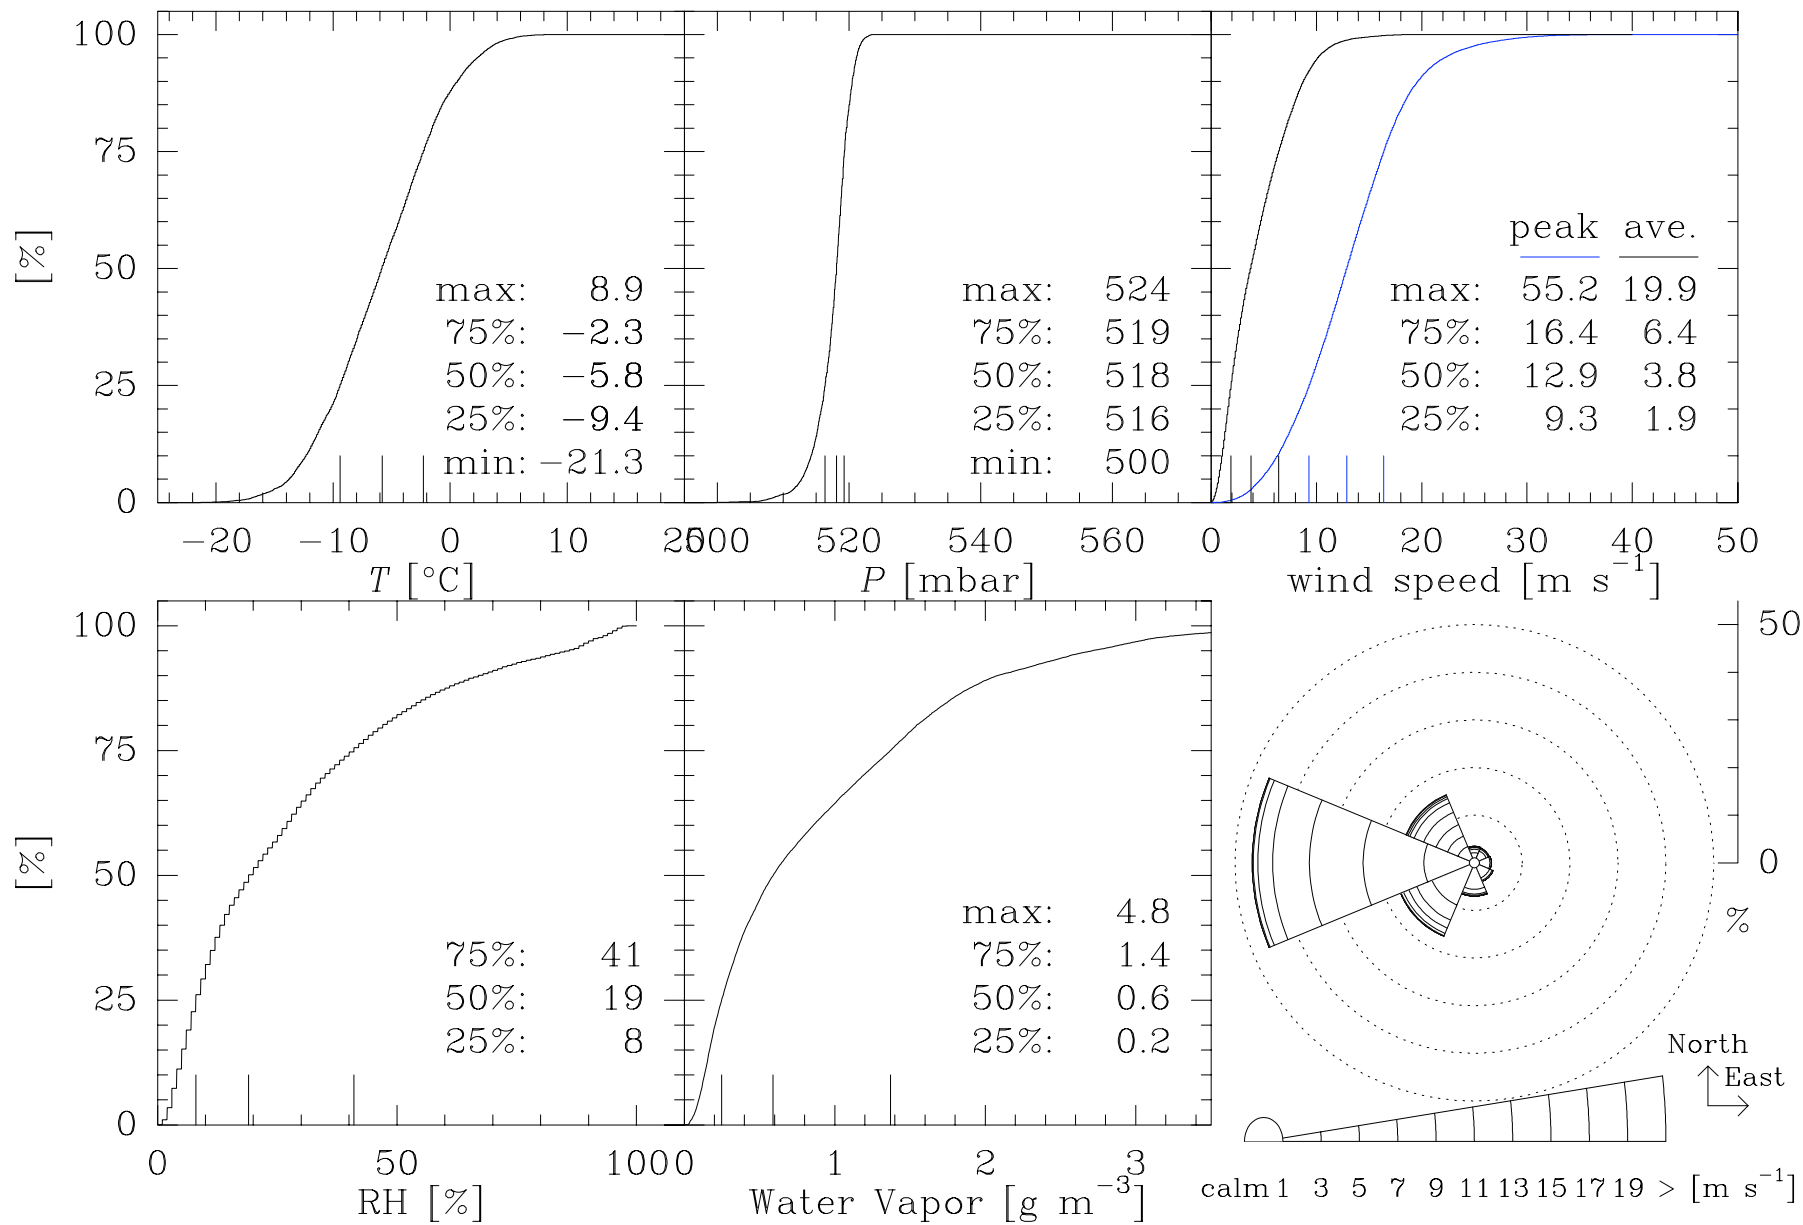 100
75
50
25
0
[%]
max: 8.9
75%: −2.3
50%: −5.8
25%: −9.4
min: −21.3
−20 −10 0 10 20
T [°C]
max: 524
75%: 519
50%: 518
25%: 516
min: 500
500 520 540 560
P [mbar]
peak ave.
max: 55.2 19.9
75%: 16.4 6.4
50%: 12.9 3.8
25%: 9.3 1.9
0 10 20 30 40 50
wind speed [m s⁻¹]
100
75
50
25
0
[%]
75%: 41
50%: 19
25%: 8
0 50 100
RH [%]
max: 4.8
75%: 1.4
50%: 0.6
25%: 0.2
0 1 2 3
Water Vapor [g m⁻³]
50
0
%
North
East
calm 1 3 5 7 9 11 13 15 17 19 > [m s⁻¹]